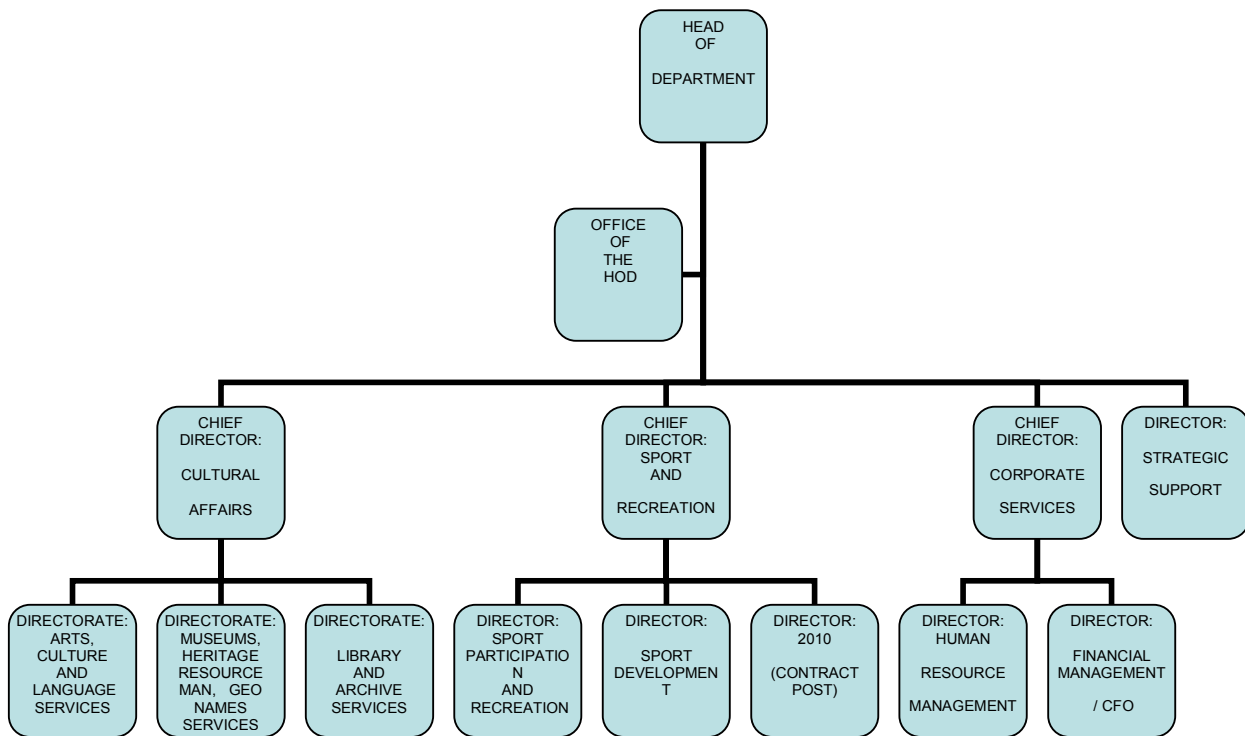 HEAD
OF
DEPARTMENT
OFFICE
OF
THE
HOD
CHIEF
DIRECTOR:
CULTURAL
AFFAIRS
CHIEF
DIRECTOR:
SPORT
AND
RECREATION
CHIEF
DIRECTOR:
CORPORATE
SERVICES
DIRECTOR:
STRATEGIC
SUPPORT
DIRECTORATE:
ARTS,
CULTURE
AND
LANGUAGE
SERVICES
DIRECTORATE:
MUSEUMS,
HERITAGE
RESOURCE
MAN, GEO
NAMES
SERVICES
DIRECTORATE:
LIBRARY
AND
ARCHIVE
SERVICES
DIRECTOR:
SPORT
PARTICIPATIO
N
AND
RECREATION
DIRECTOR:
SPORT
DEVELOPMEN
T
DIRECTOR:
2010
(CONTRACT
POST)
DIRECTOR:
HUMAN
RESOURCE
MANAGEMENT
DIRECTOR:
FINANCIAL
MANAGEMENT
/ CFO